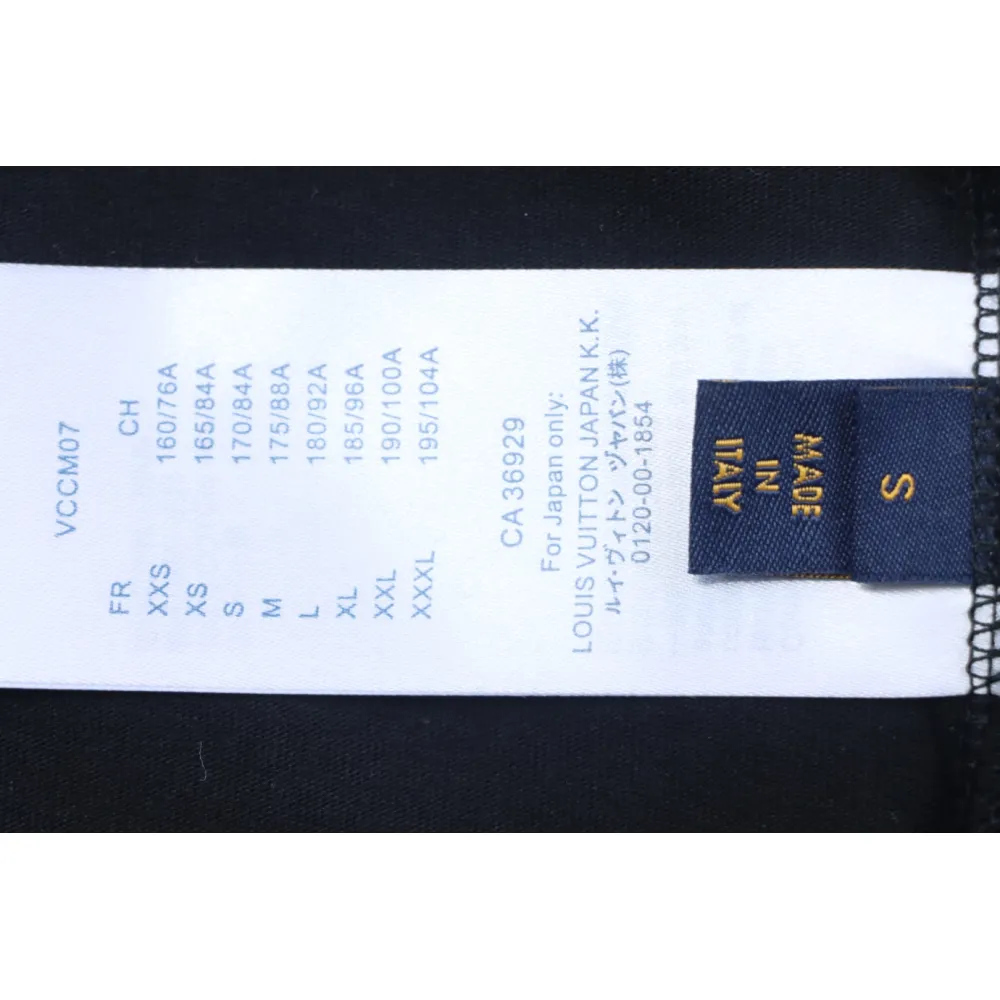 VCCM07
FR CH
XXS 160/76A
XS 165/84A
S 170/84A
M 175/88A
L 180/92A
XL 185/96A
XXL 190/100A
XXXL 195/104A
CA 36929
For Japan only:
LOUIS VUITTON JAPAN K.K.
ルイ・ヴィトン ジャパン(株)
0120-00-1854
S
MADE
IN
ITALY